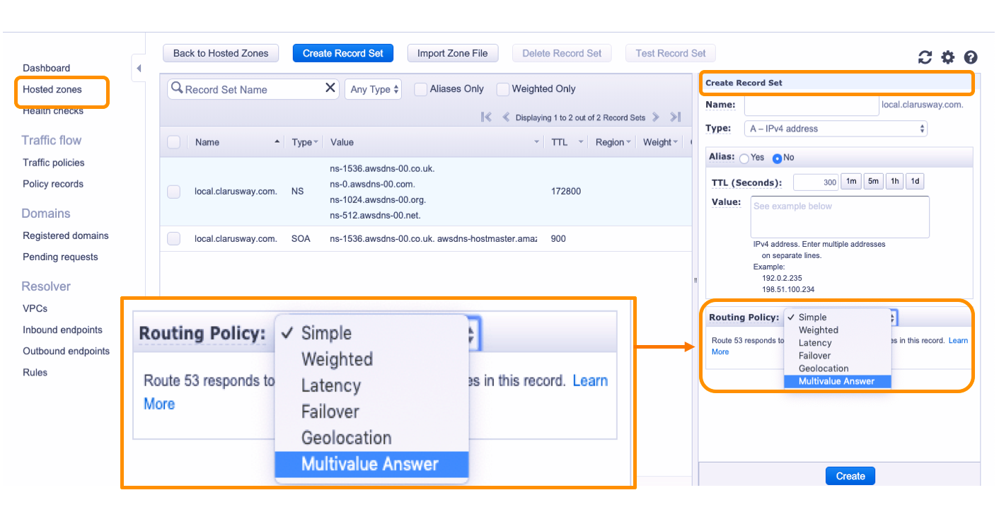 Dashboard
Hosted zones
Health checks
Traffic flow
Traffic policies
Policy records
Domains
Registered domains
Pending requests
Resolver
VPCs
Inbound endpoints
Outbound endpoints
Rules
Back to Hosted Zones
Create Record Set
Import Zone File
Delete Record Set
Test Record Set
Record Set Name
Any Type
Aliases Only
Weighted Only
Displaying 1 to 2 out of 2 Record Sets
Name Type Value TTL Region Weight
ns-1536.awsdns-00.co.uk.
ns-0.awsdns-00.com.
local.clarusway.com. NS 172800
ns-1024.awsdns-00.org.
ns-512.awsdns-00.net.
local.clarusway.com. SOA ns-1536.awsdns-00.co.uk. awsdns-hostmaster.amaz 900
Routing Policy: ✓ Simple
Weighted
Latency
Failover
Geolocation
Multivalue Answer
Route 53 responds to es in this record. Learn
More
Create Record Set
Name: local.clarusway.com.
Type: A – IPv4 address
Alias: Yes No
TTL (Seconds): 300 1m 5m 1h 1d
Value: See example below
IPv4 address. Enter multiple addresses
on separate lines.
Example:
192.0.2.235
198.51.100.234
Routing Policy: ✓ Simple
Weighted
Latency
Failover
Geolocation
Multivalue Answer
Route 53 responds to es in this record. Learn
More
Create